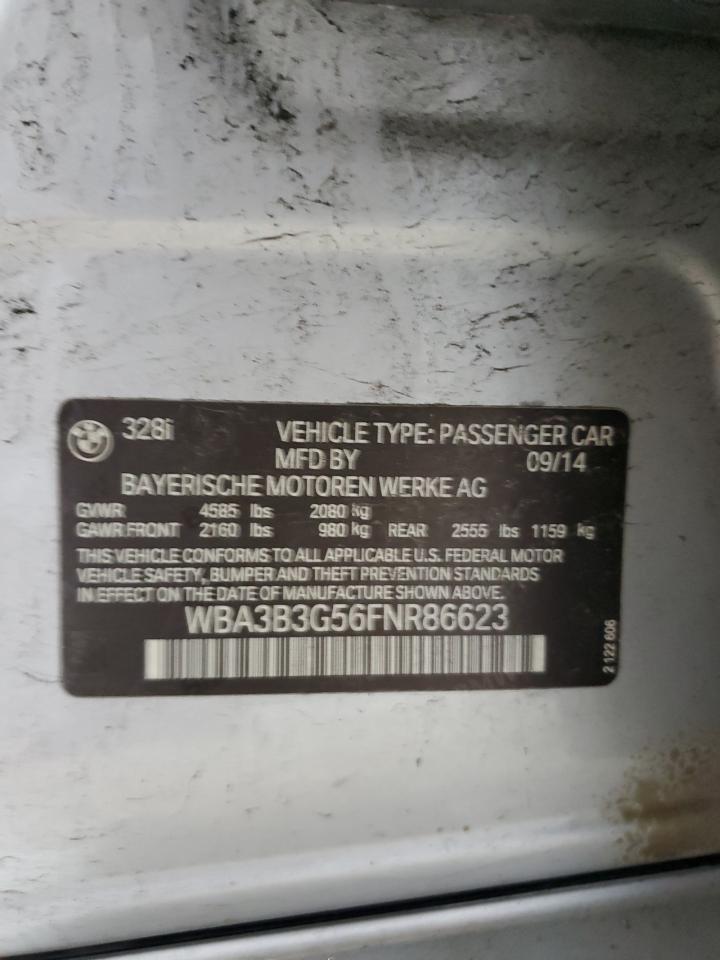 328i VEHICLE TYPE: PASSENGER CAR
MFD BY 09/14
BAYERISCHE MOTOREN WERKE AG
GVWR 4585 lbs 2080 kg
GAWR FRONT 2160 lbs 980 kg REAR 2555 lbs 1159 kg
THIS VEHICLE CONFORMS TO ALL APPLICABLE U.S. FEDERAL MOTOR
VEHICLE SAFETY, BUMPER AND THEFT PREVENTION STANDARDS
IN EFFECT ON THE DATE OF MANUFACTURE SHOWN ABOVE.
WBA3B3G56FNR86623
2 122 606